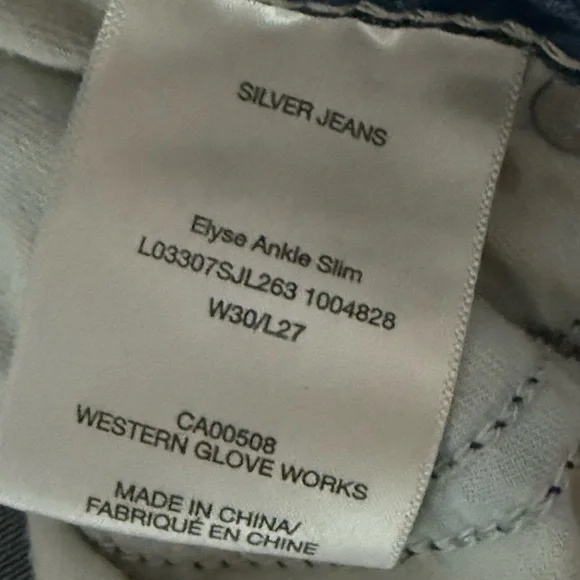 SILVER JEANS
Elyse Ankle Slim
L03307SJL263 1004828
W30/L27
CA00508
WESTERN GLOVE WORKS
MADE IN CHINA/
FABRIQUÉ EN CHINE